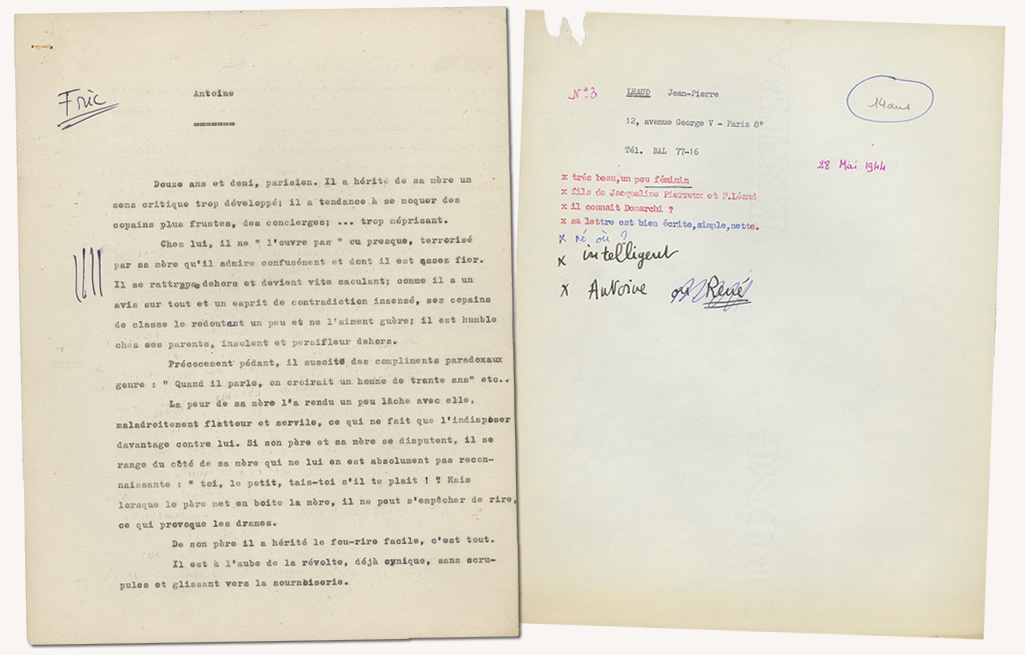 Fric
Antoine
Douze ans et demi, parisien. Il a hérité de sa mère un
sens critique trop développé; il a tendance à se moquer des
copains plus frustes, des concierges; ... trop méprisant.
Chez lui, il ne " l'ouvre pas " ou presque, terrorisé
par sa mère qu'il admire confusément et dont il est assez fier.
Il se rattrape dehors et devient vite saoulant; comme il a un
avis sur tout et un esprit de contradiction insensé, ses copains
de classe le redoutent un peu et ne l'aiment guère; il est humble
chez ses parents, insolent et persifleur dehors.
Précocement pédant, il suscite des compliments paradoxaux
genre : " Quand il parle, on croirait un homme de trente ans" etc..
La peur de sa mère l'a rendu un peu lâche avec elle,
maladroitement flatteur et servile, ce qui ne fait que l'indisposer
davantage contre lui. Si son père et sa mère se disputent, il se
range du côté de sa mère qui ne lui en est absolument pas recon-
naissante : " toi, le petit, tais-toi s'il te plait ! " Mais
lorsque le père met en boite la mère, il ne peut s'empêcher de rire,
ce qui provoque les drames.
De son père il a hérité le fou-rire facile, c'est tout.
Il est à l'aube de la révolte, déjà cynique, sans scru-
pules et glissant vers la sournoiserie.
N°3
LEAUD Jean-Pierre
14 ans
12, avenue George V - Paris 8°
Tél. BAL 77-16
28 Mai 1944
x trés beau,un peu féminin
x fils de Jacqueline Pierreux et P.Léaud
x il connait Domarchi ?
x sa lettre est bien écrite,simple,nette.
x né où ?
x intelligent
x Antoine ou René